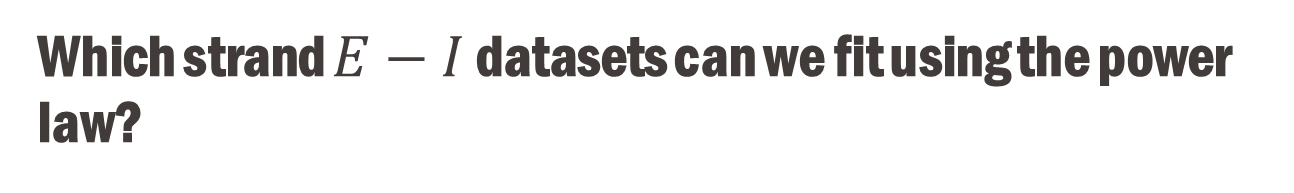 Which strand E − I datasets can we fit using the power
law?